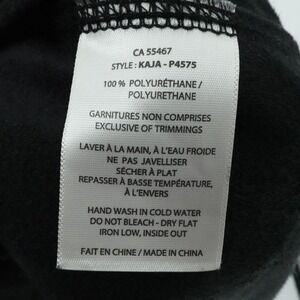 CA 55467
STYLE : KAJA - P4575
100 % POLYURÉTHANE /
POLYURETHANE
GARNITURES NON COMPRISES
EXCLUSIVE OF TRIMMINGS
LAVER À LA MAIN, À L'EAU FROIDE
NE PAS JAVELLISER
SÉCHER À PLAT
REPASSER À BASSE TEMPÉRATURE,
À L'ENVERS
HAND WASH IN COLD WATER
DO NOT BLEACH - DRY FLAT
IRON LOW, INSIDE OUT
FAIT EN CHINE / MADE IN CHINA